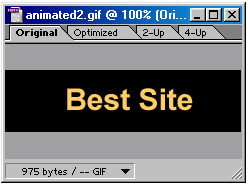 animated2.gif @ 100% (Ori...
Original Optimized 2-Up 4-Up
Best Site
975 bytes / -- GIF